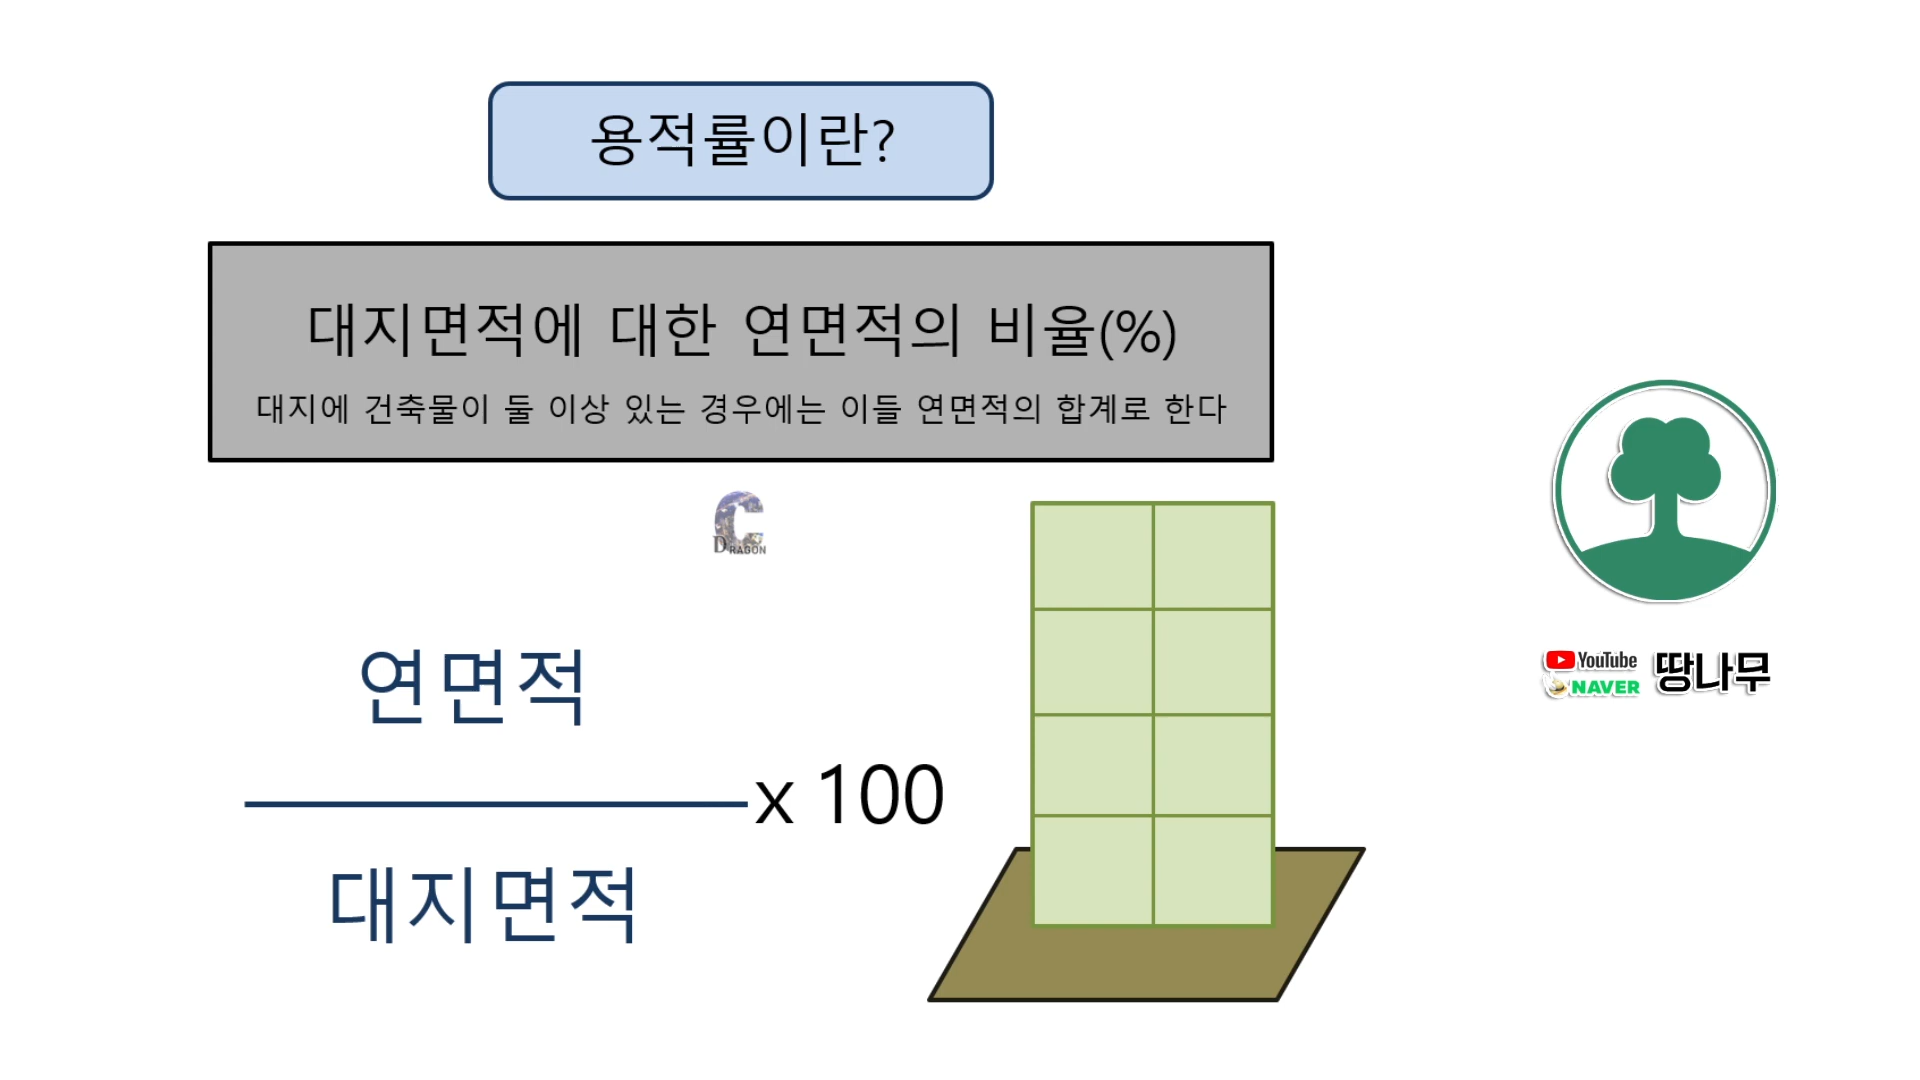 용적률이란?
대지면적에 대한 연면적의 비율(%)
대지에 건축물이 둘 이상 있는 경우에는 이들 연면적의 합계로 한다
C
DRAGON
연면적
x 100
대지면적
YouTube
NAVER
땅나무